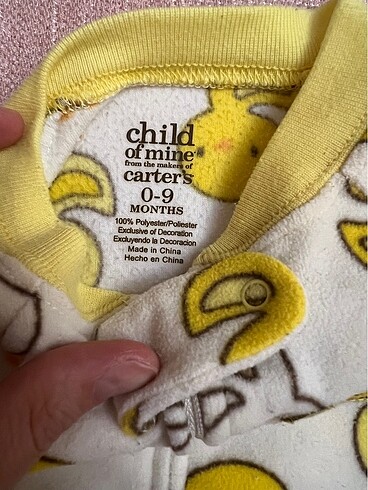 child
of mine
from the makers of
carter's
0-9
MONTHS
100% Polyester/Poliester
Exclusive of Decoration
Excluyendo la Decoracion
Made in China
Hecho en China